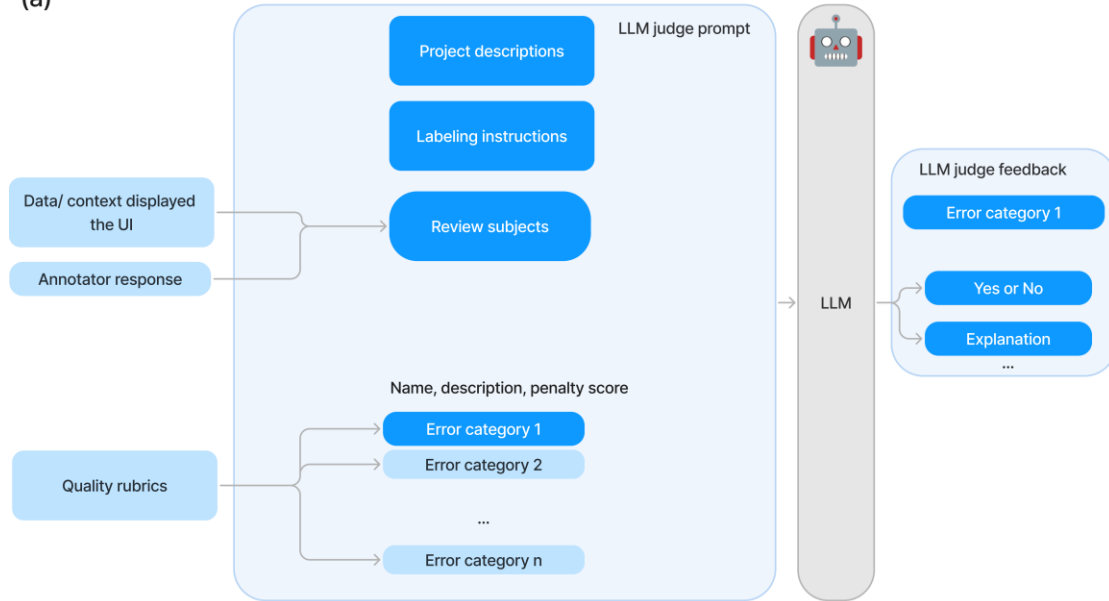 (a)
LLM judge prompt
Project descriptions
Labeling instructions
Data/ context displayed
the UI
Review subjects
Annotator response
Name, description, penalty score
Error category 1
Error category 2
...
Error category n
Quality rubrics
LLM
LLM judge feedback
Error category 1
Yes or No
Explanation
...